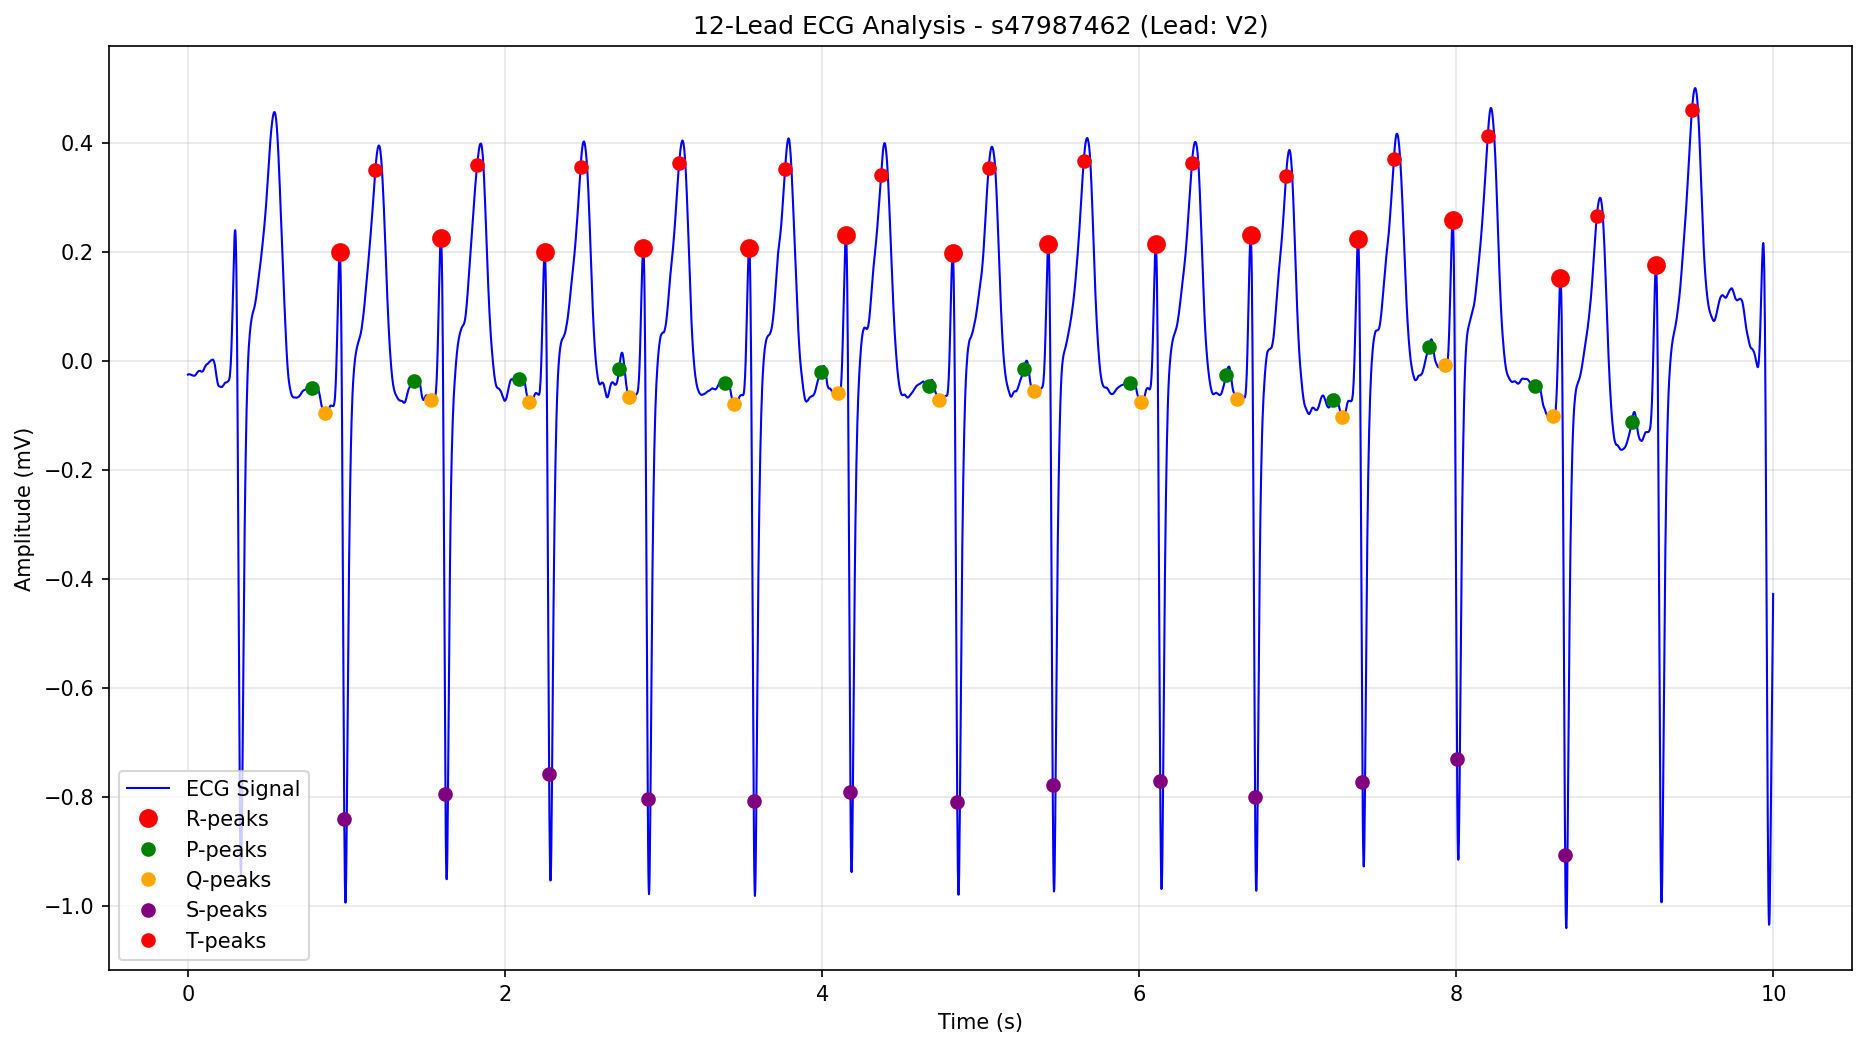 12-Lead ECG Analysis - s47987462 (Lead: V2)
Amplitude (mV)
0.4
0.2
0.0
−0.2
−0.4
−0.6
−0.8
−1.0
ECG Signal
R-peaks
P-peaks
Q-peaks
S-peaks
T-peaks
0 2 4 6 8 10
Time (s)